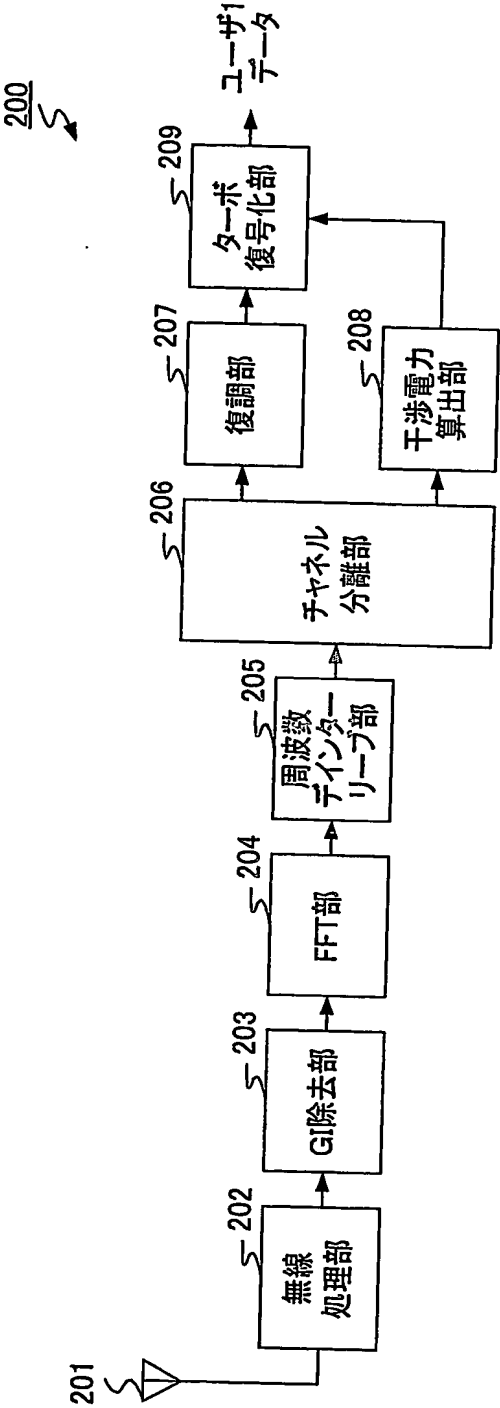 200
201
202
無線
処理部
203
GI除去部
204
FFT部
205
周波数
デインター
リーブ部
206
チャネル
分離部
207
復調部
208
干渉電力
算出部
209
ターボ
復号化部
ユーザ1
データ